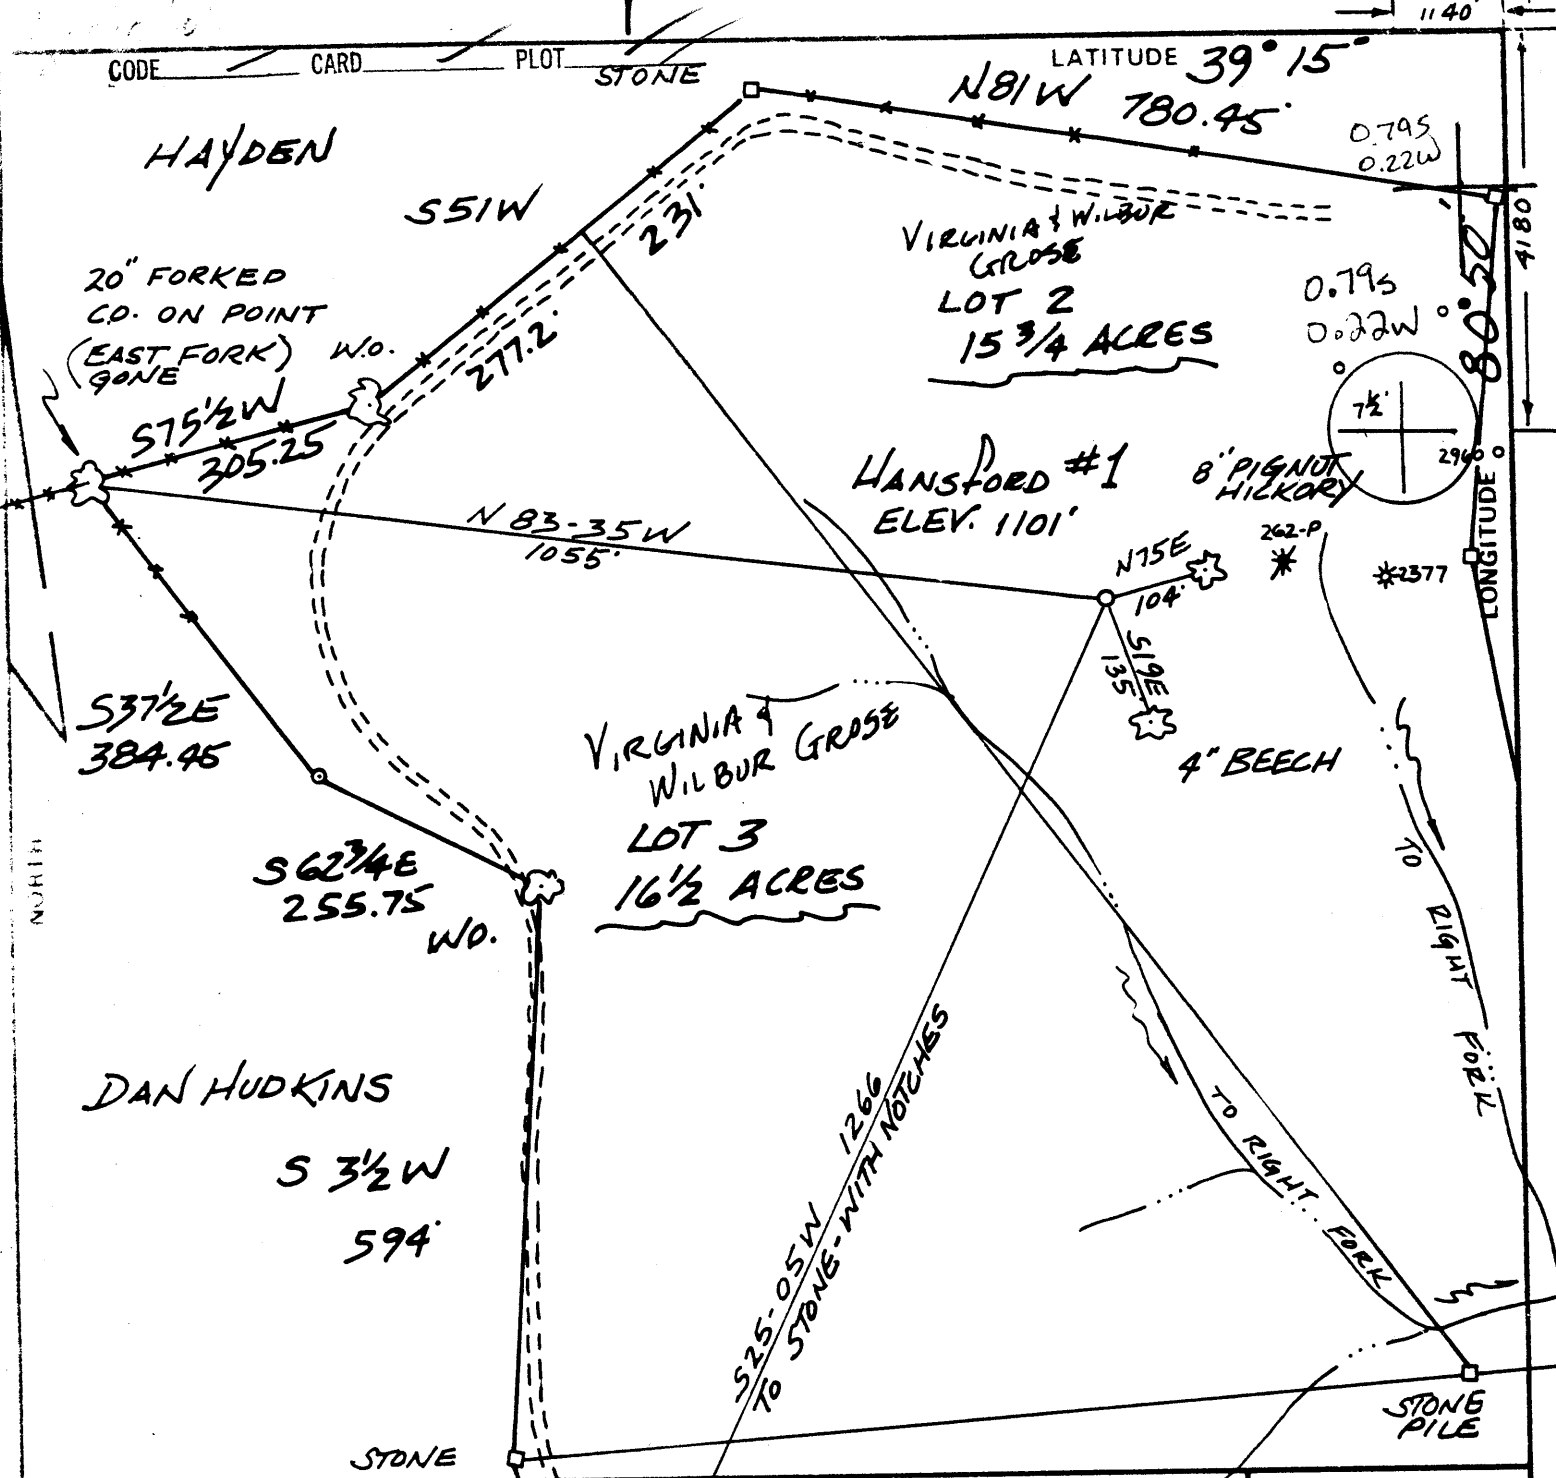 1140'
CODE CARD PLOT
STONE
LATITUDE 39° 15'
N81W
780.45'
0.79S
0.22W
HAYDEN
S51W
231'
277.2'
VIRGINIA & WILBUR
GROSE
LOT 2
15 3/4 ACRES
4180
0.79S
0.22W
80° 50'
LONGITUDE
7½'
2960
20" FORKED
C.O. ON POINT
(EAST FORK)
GONE
W.O.
S75½W
305.25
N 83-35 W
1055'
HANSFORD #1
ELEV. 1101'
8" PIGNUT
HICKORY
262-P
2377
N75E
104'
S19E
135'
4" BEECH
S37½E
384.45
VIRGINIA &
WILBUR GROSE
LOT 3
16½ ACRES
S62¾E
255.75
W.O.
NORTH
TO RIGHT FORK
DAN HUDKINS
S 3½ W
594'
S25-05W 1266
TO STONE-WITH NOTCHES
TO RIGHT FORK
STONE
STONE
PILE